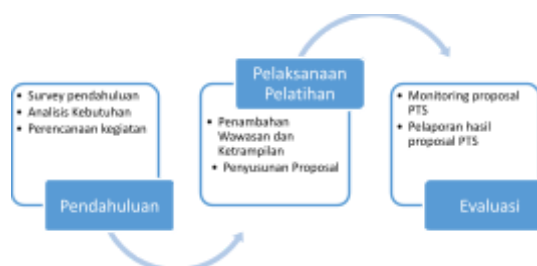 • Survey pendahuluan
• Analisis Kebutuhan
• Perencanaan kegiatan
Pendahuluan
Pelaksanaan
Pelatihan
• Penambahan
Wawasan dan
Ketrampilan
• Penyusunan Proposal
• Monitoring proposal
PTS
• Pelaporan hasil
proposal PTS
Evaluasi